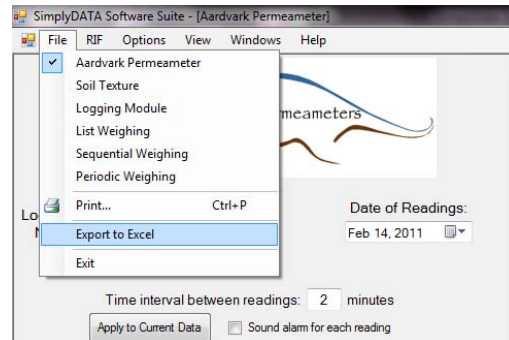 SimplyDATA Software Suite - [Aardvark Permeameter]
File RIF Options View Windows Help
Aardvark Permeameter
Soil Texture
Logging Module
List Weighing
Sequential Weighing
Periodic Weighing
Print... Ctrl+P
Export to Excel
Exit
Date of Readings:
Feb 14, 2011
Time interval between readings: 2 minutes
Apply to Current Data Sound alarm for each reading